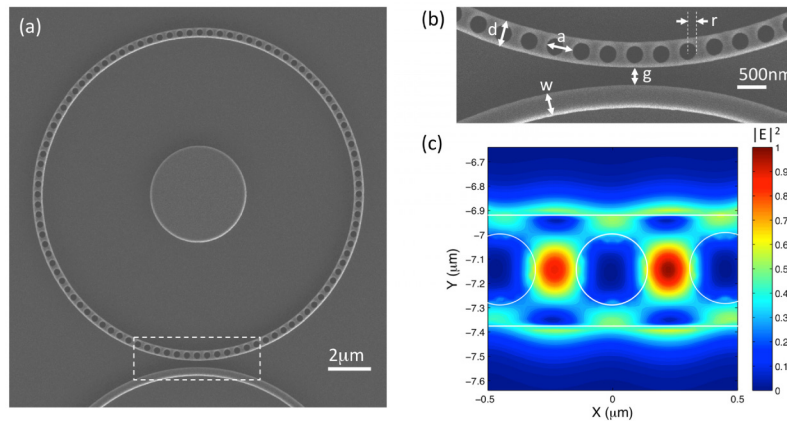 (a)
2μm
(b)
d
a
r
g
w
500nm
(c)
|E|²
-6.7
-6.8
-6.9
-7
-7.1
-7.2
-7.3
-7.4
-7.5
-7.6
Y (μm)
-0.5
0
0.5
X (μm)
1
0.9
0.8
0.7
0.6
0.5
0.4
0.3
0.2
0.1
0